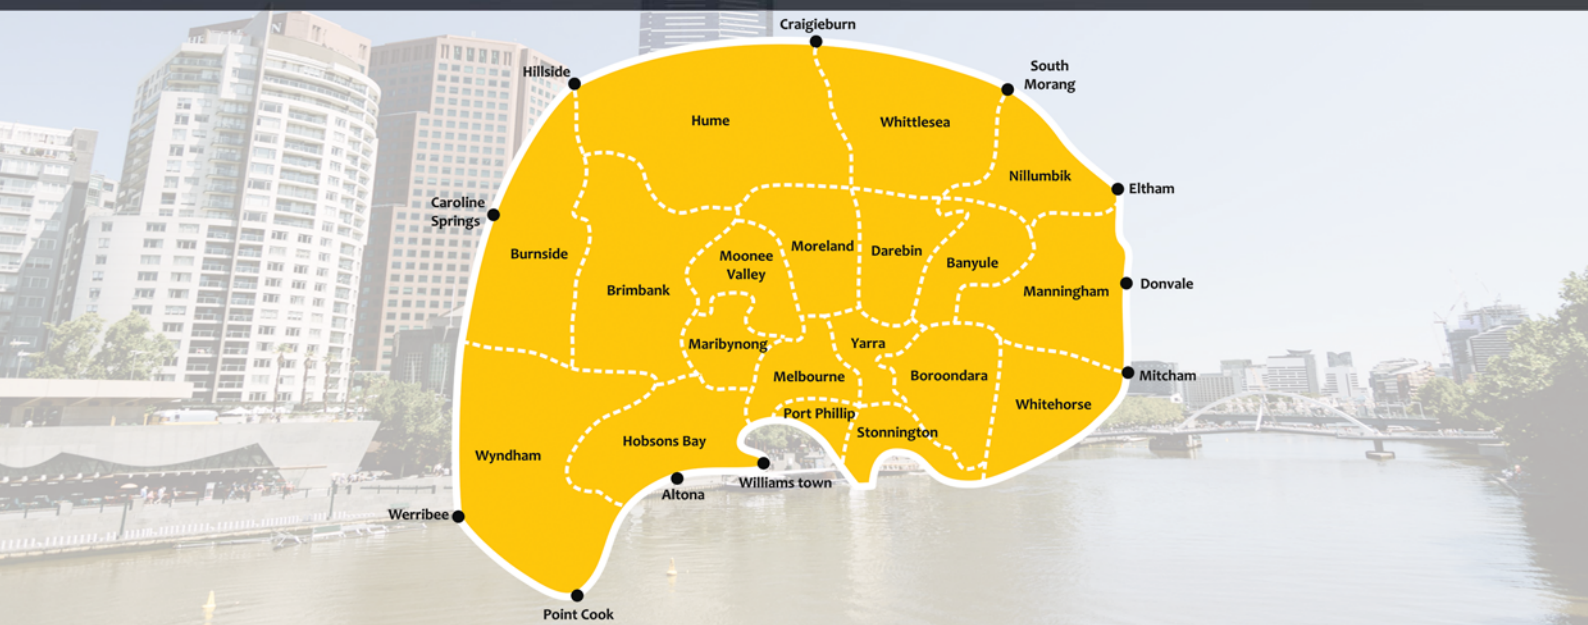 Craigieburn
South
Morang
Hillside
Hume
Whittlesea
Nillumbik
Eltham
Caroline
Springs
Burnside
Moonee
Valley
Moreland
Darebin
Banyule
Brimbank
Manningham
Donvale
Maribynong
Yarra
Melbourne
Boroondara
Mitcham
Whitehorse
Port Phillip
Stonnington
Hobsons Bay
Wyndham
Williams town
Altona
Werribee
Point Cook